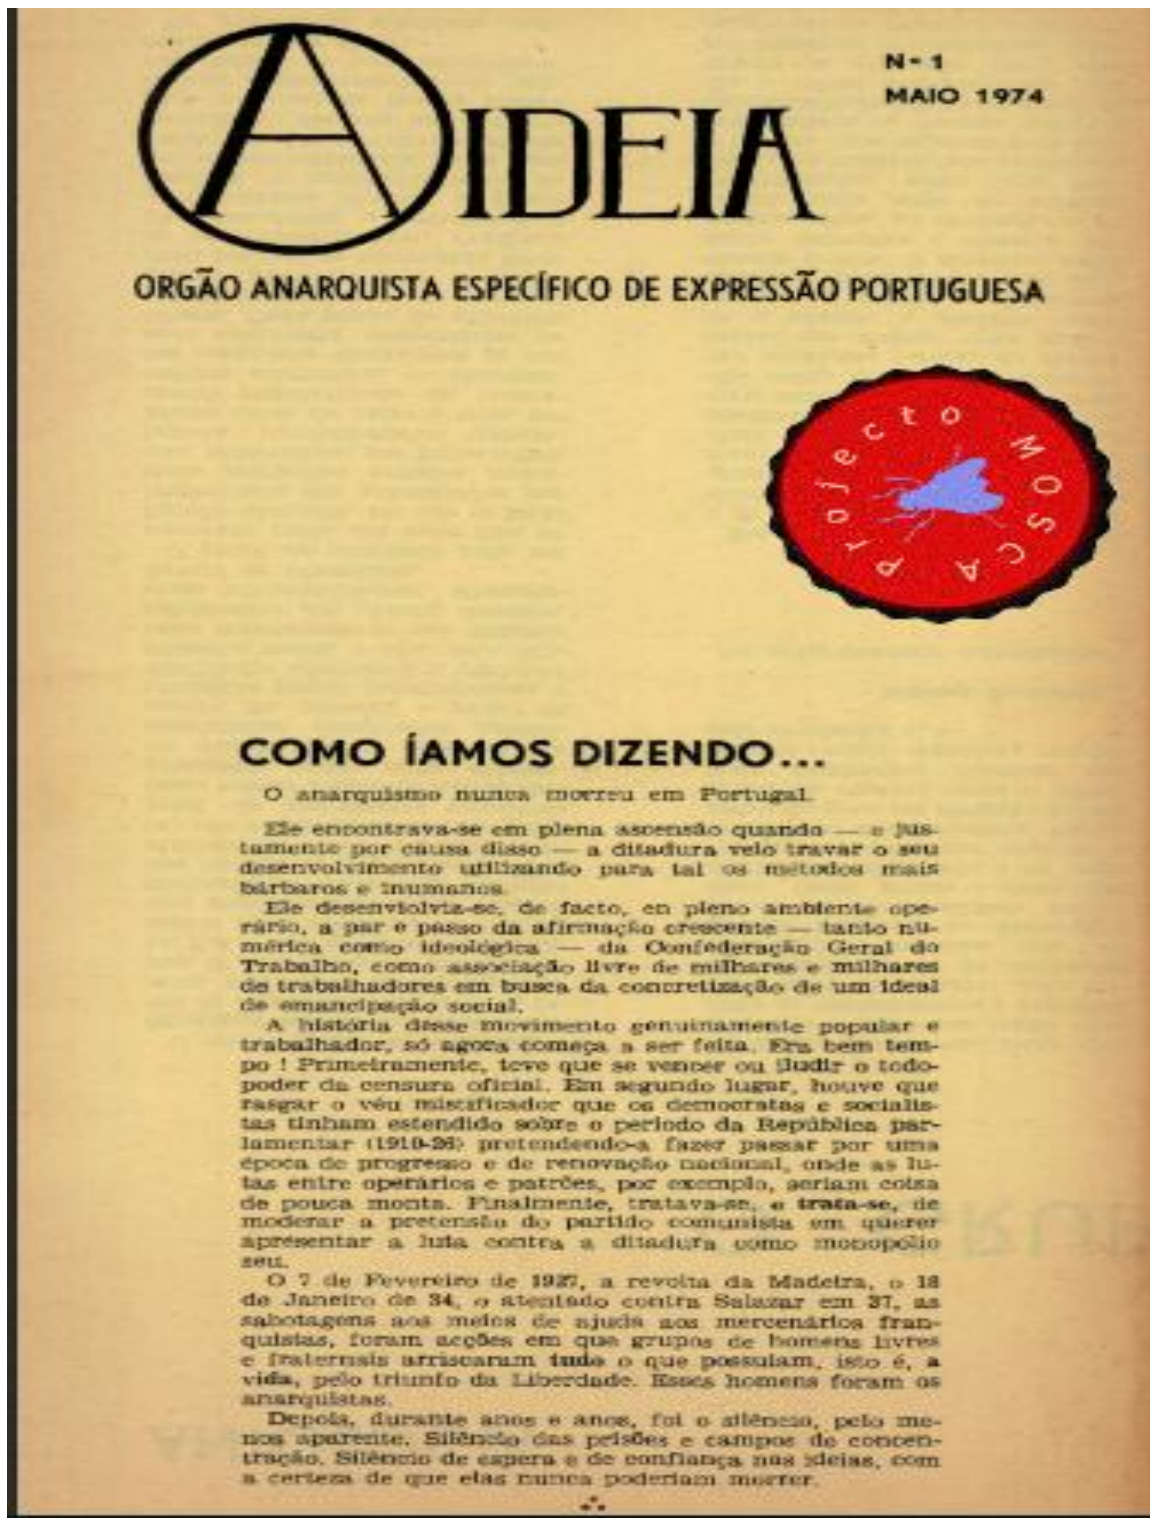 A IDEIA
Nº 1
MAIO 1974
ORGÃO ANARQUISTA ESPECÍFICO DE EXPRESSÃO PORTUGUESA
Projecto MOSCA
COMO ÍAMOS DIZENDO...
O anarquismo nunca morreu em Portugal.
Ele encontrava-se em plena ascensão quando — e jus-
tamente por causa disso — a ditadura veio travar o seu
desenvolvimento utilizando para tal os métodos mais
bárbaros e inumanos.
Ele desenviolvia-se, de facto, en pleno ambiente ope-
rário, a par e passo da afirmação crescente — tanto nu-
mérica como ideológica — da Confederação Geral do
Trabalho, como associação livre de milhares e milhares
de trabalhadores em busca da concretização de um ideal
de emancipação social.
A história desse movimento genuinamente popular e
trabalhador, só agora começa a ser feita. Era bem tem-
po ! Primeiramente, teve que se vencer ou iludir o todo-
poder da censura oficial. Em segundo lugar, houve que
rasgar o véu mistificador que os democratas e socialis-
tas tinham estendido sobre o período da República par-
lamentar (1910-26) pretendendo-a fazer passar por uma
época de progresso e de renovação nacional, onde as lu-
tas entre operários e patrões, por exemplo, seriam coisa
de pouca monta. Finalmente, tratava-se, e trata-se, de
moderar a pretensão do partido comunista em querer
apresentar a luta contra a ditadura como monopólio
seu.
O 7 de Fevereiro de 1927, a revolta da Madeira, o 18
de Janeiro de 34, o atentado contra Salazar em 37, as
sabotagens aos meios de ajuda aos mercenários fran-
quistas, foram acções em que grupos de homens livres
e fraternais arriscaram tudo o que possuíam, isto é, a
vida, pelo triunfo da Liberdade. Esses homens foram os
anarquistas.
Depois, durante anos e anos, foi o silêncio, pelo me-
nos aparente. Silêncio das prisões e campos de concen-
tração. Silêncio de espera e de confiança nas ideias, com
a certeza de que elas nunca poderiam morrer.